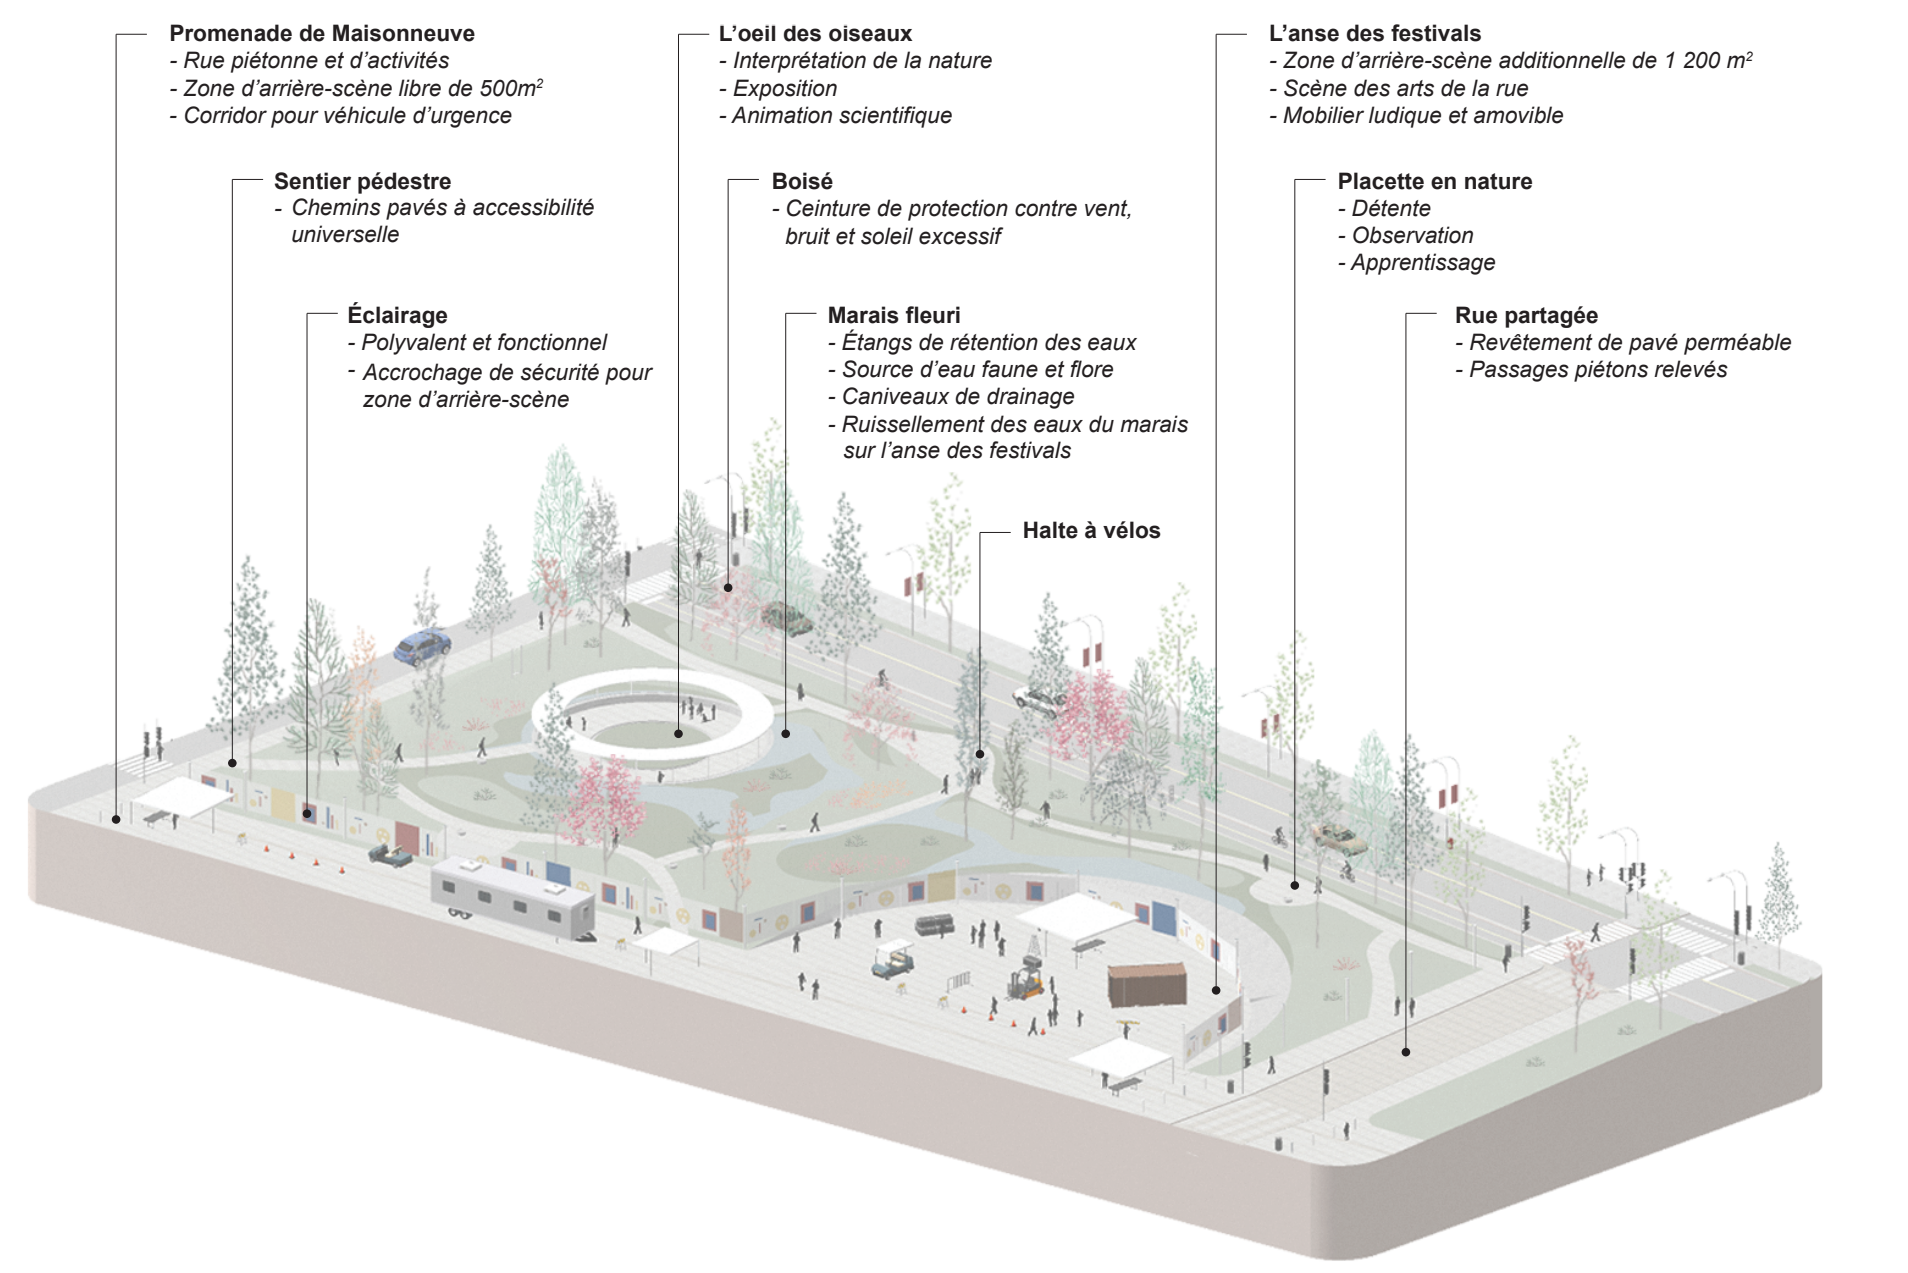 Promenade de Maisonneuve
- Rue piétonne et d’activités
- Zone d’arrière-scène libre de 500m²
- Corridor pour véhicule d’urgence
L’oeil des oiseaux
- Interprétation de la nature
- Exposition
- Animation scientifique
L’anse des festivals
- Zone d’arrière-scène additionnelle de 1 200 m²
- Scène des arts de la rue
- Mobilier ludique et amovible
Sentier pédestre
- Chemins pavés à accessibilité
universelle
Boisé
- Ceinture de protection contre vent,
bruit et soleil excessif
Placette en nature
- Détente
- Observation
- Apprentissage
Éclairage
- Polyvalent et fonctionnel
- Accrochage de sécurité pour
zone d’arrière-scène
Marais fleuri
- Étangs de rétention des eaux
- Source d’eau faune et flore
- Caniveaux de drainage
- Ruissellement des eaux du marais
sur l’anse des festivals
Rue partagée
- Revêtement de pavé perméable
- Passages piétons relevés
Halte à vélos